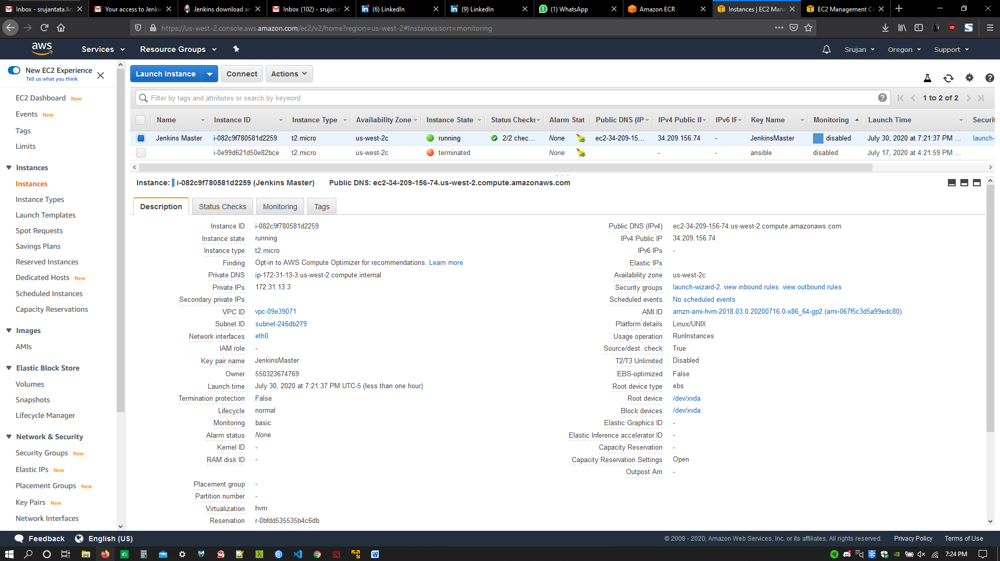 Inbox - srujantata.lin
Your access to Jenkin
Jenkins download an
Inbox (102) - srujan.t
(6) LinkedIn
(9) LinkedIn
(1) WhatsApp
Amazon ECR
Instances | EC2 Mana
EC2 Management Co
https://us-west-2.console.aws.amazon.com/ec2/v2/home?region=us-west-2#Instances:sort=monitoring
aws Services Resource Groups Srujan Oregon Support
New EC2 Experience
Tell us what you think
EC2 Dashboard New
Events New
Tags
Limits
Instances
Instances
Instance Types
Launch Templates
Spot Requests
Savings Plans
Reserved Instances
Dedicated Hosts New
Scheduled Instances
Capacity Reservations
Images
AMIs
Elastic Block Store
Volumes
Snapshots
Lifecycle Manager
Network & Security
Security Groups New
Elastic IPs New
Placement Groups New
Key Pairs New
Network Interfaces
Launch Instance Connect Actions
Filter by tags and attributes or search by keyword 1 to 2 of 2
Name Instance ID Instance Type Availability Zone Instance State Status Checks Alarm Stat Public DNS (IP IPv4 Public IF IPv6 IF Key Name Monitoring Launch Time Securit
Jenkins Master i-082c9f780581d2259 t2.micro us-west-2c running 2/2 chec... None ec2-34-209-15... 34.209.156.74 - JenkinsMaster disabled July 30, 2020 at 7:21:37 PM ... launch-
i-0e99d621d50e82bce t2.micro us-west-2c terminated None - - ansible disabled July 17, 2020 at 4:21:59 PM ...
Instance: i-082c9f780581d2259 (Jenkins Master) Public DNS: ec2-34-209-156-74.us-west-2.compute.amazonaws.com
Description Status Checks Monitoring Tags
Instance ID i-082c9f780581d2259
Instance state running
Instance type t2.micro
Finding Opt-in to AWS Compute Optimizer for recommendations. Learn more
Private DNS ip-172-31-13-3.us-west-2.compute.internal
Private IPs 172.31.13.3
Secondary private IPs
VPC ID vpc-09e39071
Subnet ID subnet-246db279
Network interfaces eth0
IAM role -
Key pair name JenkinsMaster
Owner 550323674769
Launch time July 30, 2020 at 7:21:37 PM UTC-5 (less than one hour)
Termination protection False
Lifecycle normal
Monitoring basic
Alarm status None
Kernel ID -
RAM disk ID -
Placement group -
Partition number -
Virtualization hvm
Reservation r-0bfdd535535b4c6db
Public DNS (IPv4) ec2-34-209-156-74.us-west-2.compute.amazonaws.com
IPv4 Public IP 34.209.156.74
IPv6 IPs -
Elastic IPs
Availability zone us-west-2c
Security groups launch-wizard-2. view inbound rules. view outbound rules
Scheduled events No scheduled events
AMI ID amzn-ami-hvm-2018.03.0.20200716.0-x86_64-gp2 (ami-067f5c3d5a99edc80)
Platform details Linux/UNIX
Usage operation RunInstances
Source/dest. check True
T2/T3 Unlimited Disabled
EBS-optimized False
Root device type ebs
Root device /dev/xvda
Block devices /dev/xvda
Elastic Graphics ID -
Elastic Inference accelerator ID -
Capacity Reservation -
Capacity Reservation Settings Open
Outpost Arn -
Feedback English (US) © 2008 - 2020, Amazon Web Services, Inc. or its affiliates. All rights reserved. Privacy Policy Terms of Use
7:24 PM